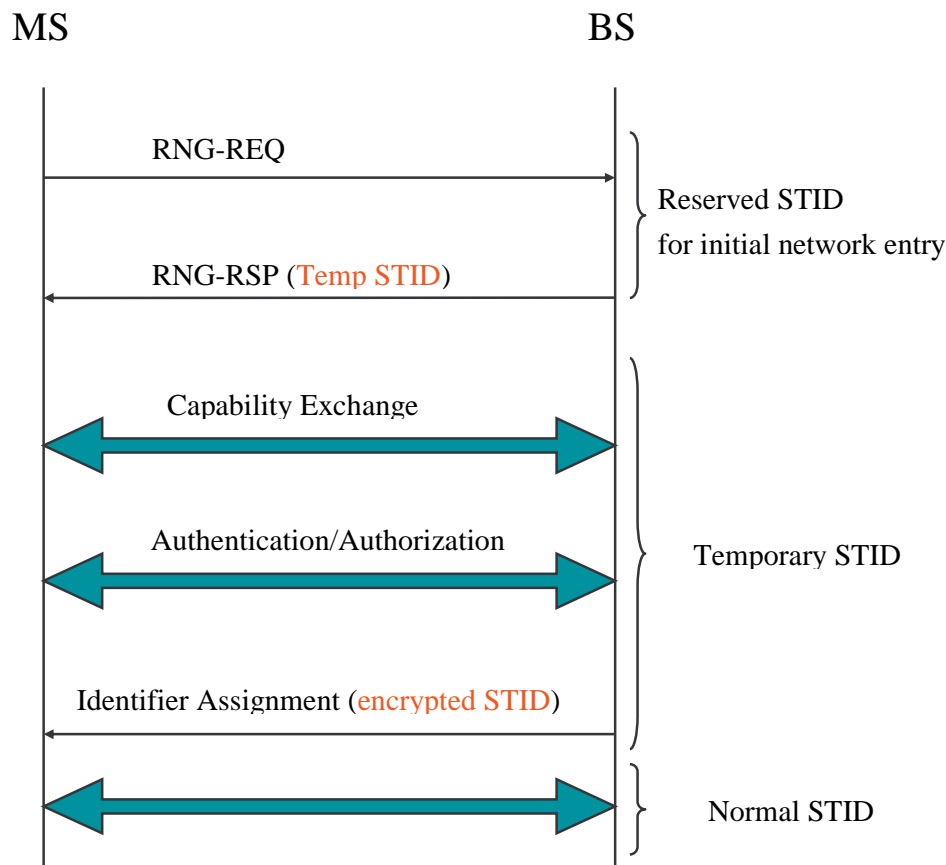 MS
BS
RNG-REQ
Reserved STID
for initial network entry
RNG-RSP (Temp STID)
Capability Exchange
Authentication/Authorization
Temporary STID
Identifier Assignment (encrypted STID)
Normal STID